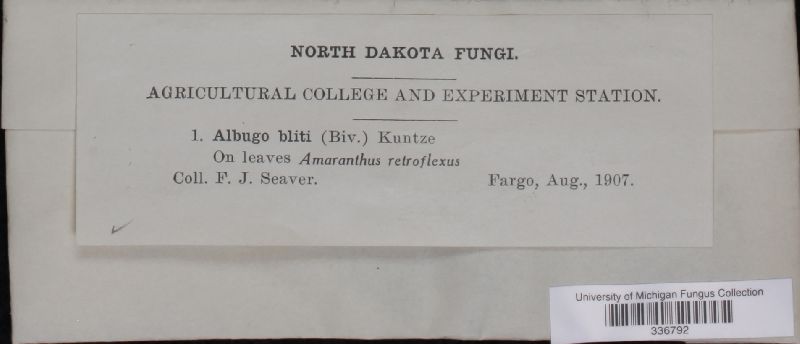 NORTH DAKOTA FUNGI.
AGRICULTURAL COLLEGE AND EXPERIMENT STATION.
1. Albugo bliti (Biv.) Kuntze
On leaves Amaranthus retroflexus
Coll. F. J. Seaver. Fargo, Aug., 1907.
University of Michigan Fungus Collection
336792